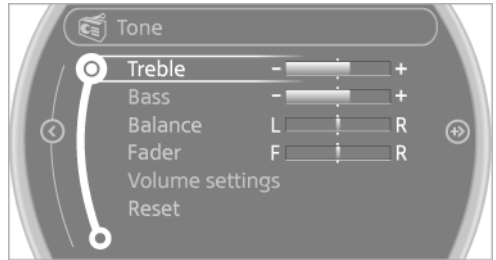 Tone
Treble - +
Bass - +
Balance L R
Fader F R
Volume settings
Reset